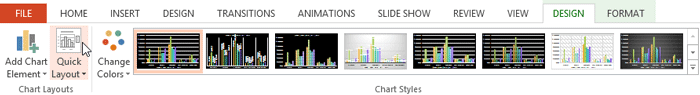 FILE HOME INSERT DESIGN TRANSITIONS ANIMATIONS SLIDE SHOW REVIEW VIEW DESIGN FORMAT
Add Chart Quick Change
Element Layout Colors
Chart Layouts Chart Styles